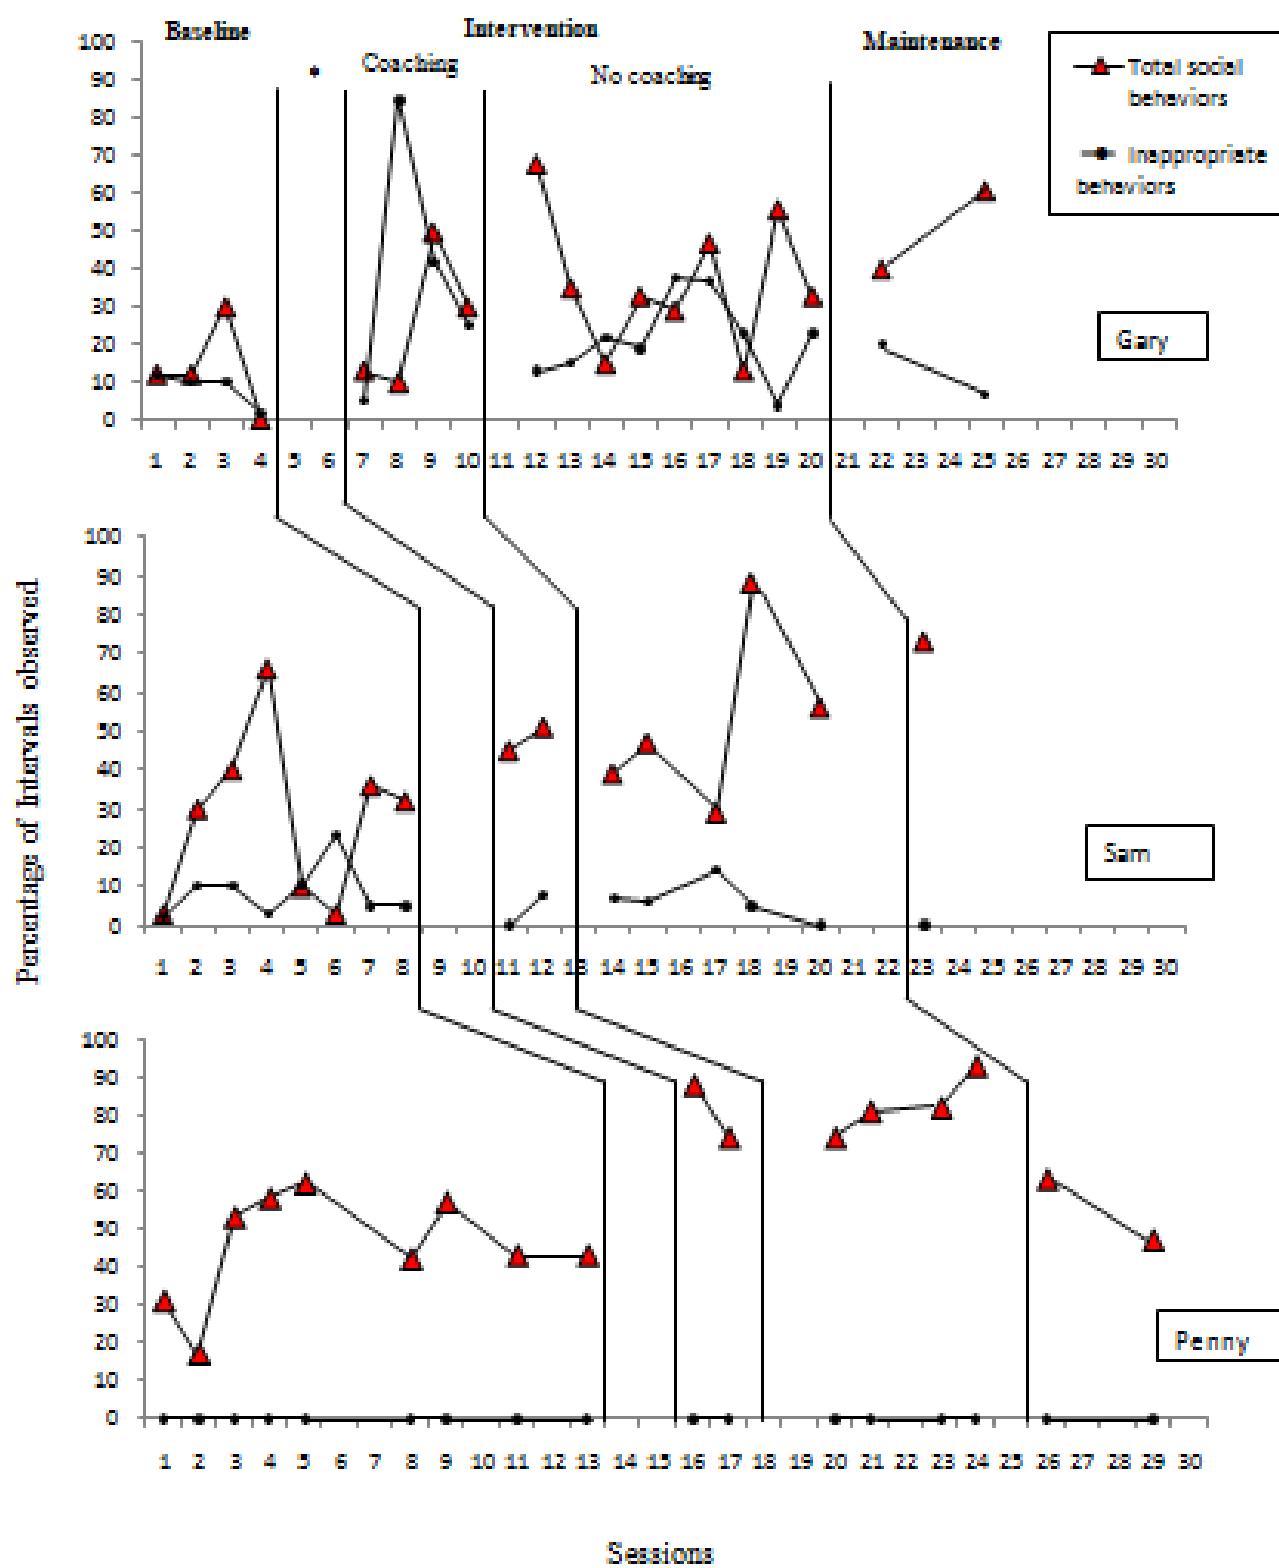 Baseline
Intervention
Maintenance
Coaching
No coaching
Total social
behaviors
Inappropriate
behaviors
100
90
80
70
60
50
40
30
20
10
0
1 2 3 4 5 6 7 8 9 10 11 12 13 14 15 16 17 18 19 20 21 22 23 25 26 27 28 29 30
Gary
Percentage of Intervals observed
100
90
80
70
60
50
40
30
20
10
0
1 2 3 4 5 6 7 8 9 10 11 12 13 14 15 16 17 18 19 20 21 22 23 24 25 26 27 28 29 30
Sam
100
90
80
70
60
50
40
30
20
10
0
1 2 3 4 5 6 7 8 9 10 11 12 13 14 15 16 17 18 19 20 21 22 23 24 25 26 27 28 29 30
Penny
Sessions